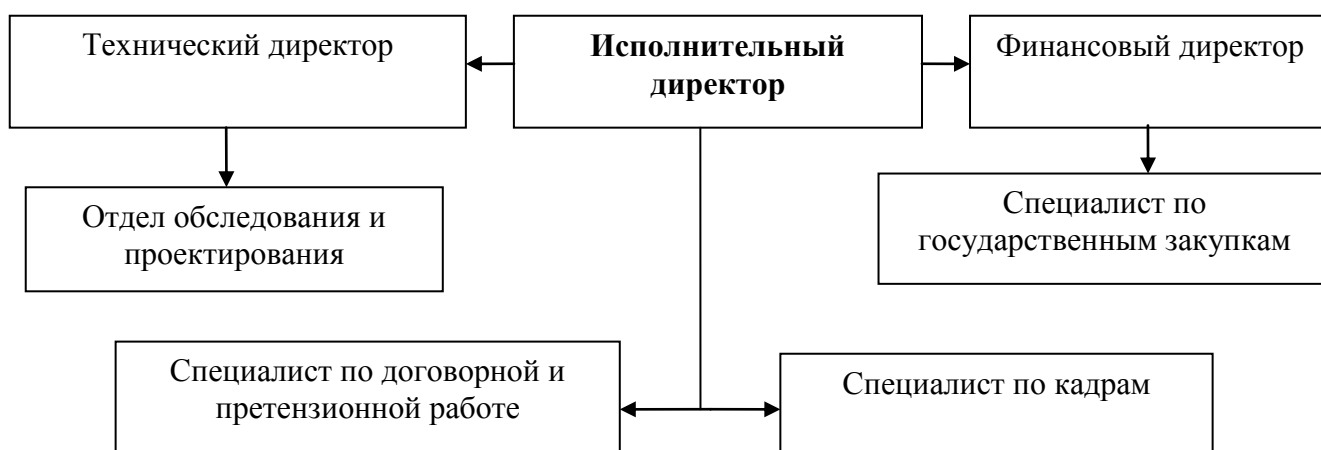 Технический директор
Исполнительный
директор
Финансовый директор
Отдел обследования и
проектирования
Специалист по
государственным закупкам
Специалист по договорной и
претензионной работе
Специалист по кадрам